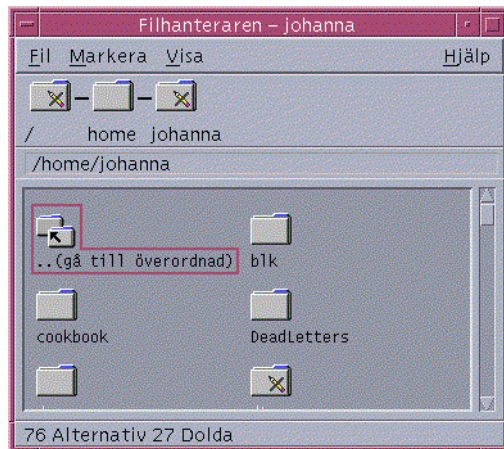 Filhanteraren – johanna
Fil Markera Visa Hjälp
/ home johanna
/home/johanna
..(gå till överordnad) blk
cookbook DeadLetters
76 Alternativ 27 Dolda